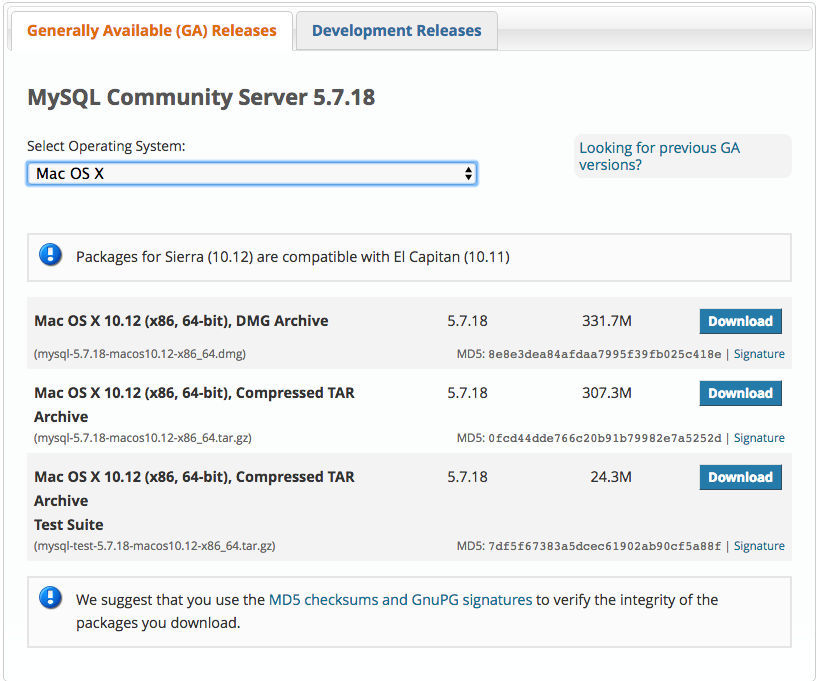 Generally Available (GA) Releases
Development Releases
MySQL Community Server 5.7.18
Select Operating System:
Mac OS X
Looking for previous GA
versions?
Packages for Sierra (10.12) are compatible with El Capitan (10.11)
Mac OS X 10.12 (x86, 64-bit), DMG Archive 5.7.18 331.7M Download
(mysql-5.7.18-macos10.12-x86_64.dmg) MD5: 8e8e3dea84afdaa7995f39fb025c418e | Signature
Mac OS X 10.12 (x86, 64-bit), Compressed TAR 5.7.18 307.3M Download
Archive
(mysql-5.7.18-macos10.12-x86_64.tar.gz) MD5: 0fcd44dde766c20b91b79982e7a5252d | Signature
Mac OS X 10.12 (x86, 64-bit), Compressed TAR 5.7.18 24.3M Download
Archive
Test Suite
(mysql-test-5.7.18-macos10.12-x86_64.tar.gz) MD5: 7df5f67383a5dcec61902ab90cf5a88f | Signature
We suggest that you use the MD5 checksums and GnuPG signatures to verify the integrity of the
packages you download.